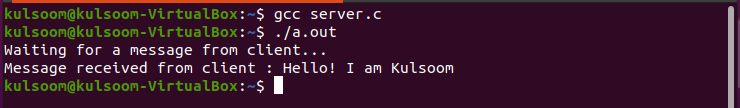 kulsoom@kulsoom-VirtualBox:~$ gcc server.c
kulsoom@kulsoom-VirtualBox:~$ ./a.out
Waiting for a message from client...
Message received from client : Hello! I am Kulsoom
kulsoom@kulsoom-VirtualBox:~$